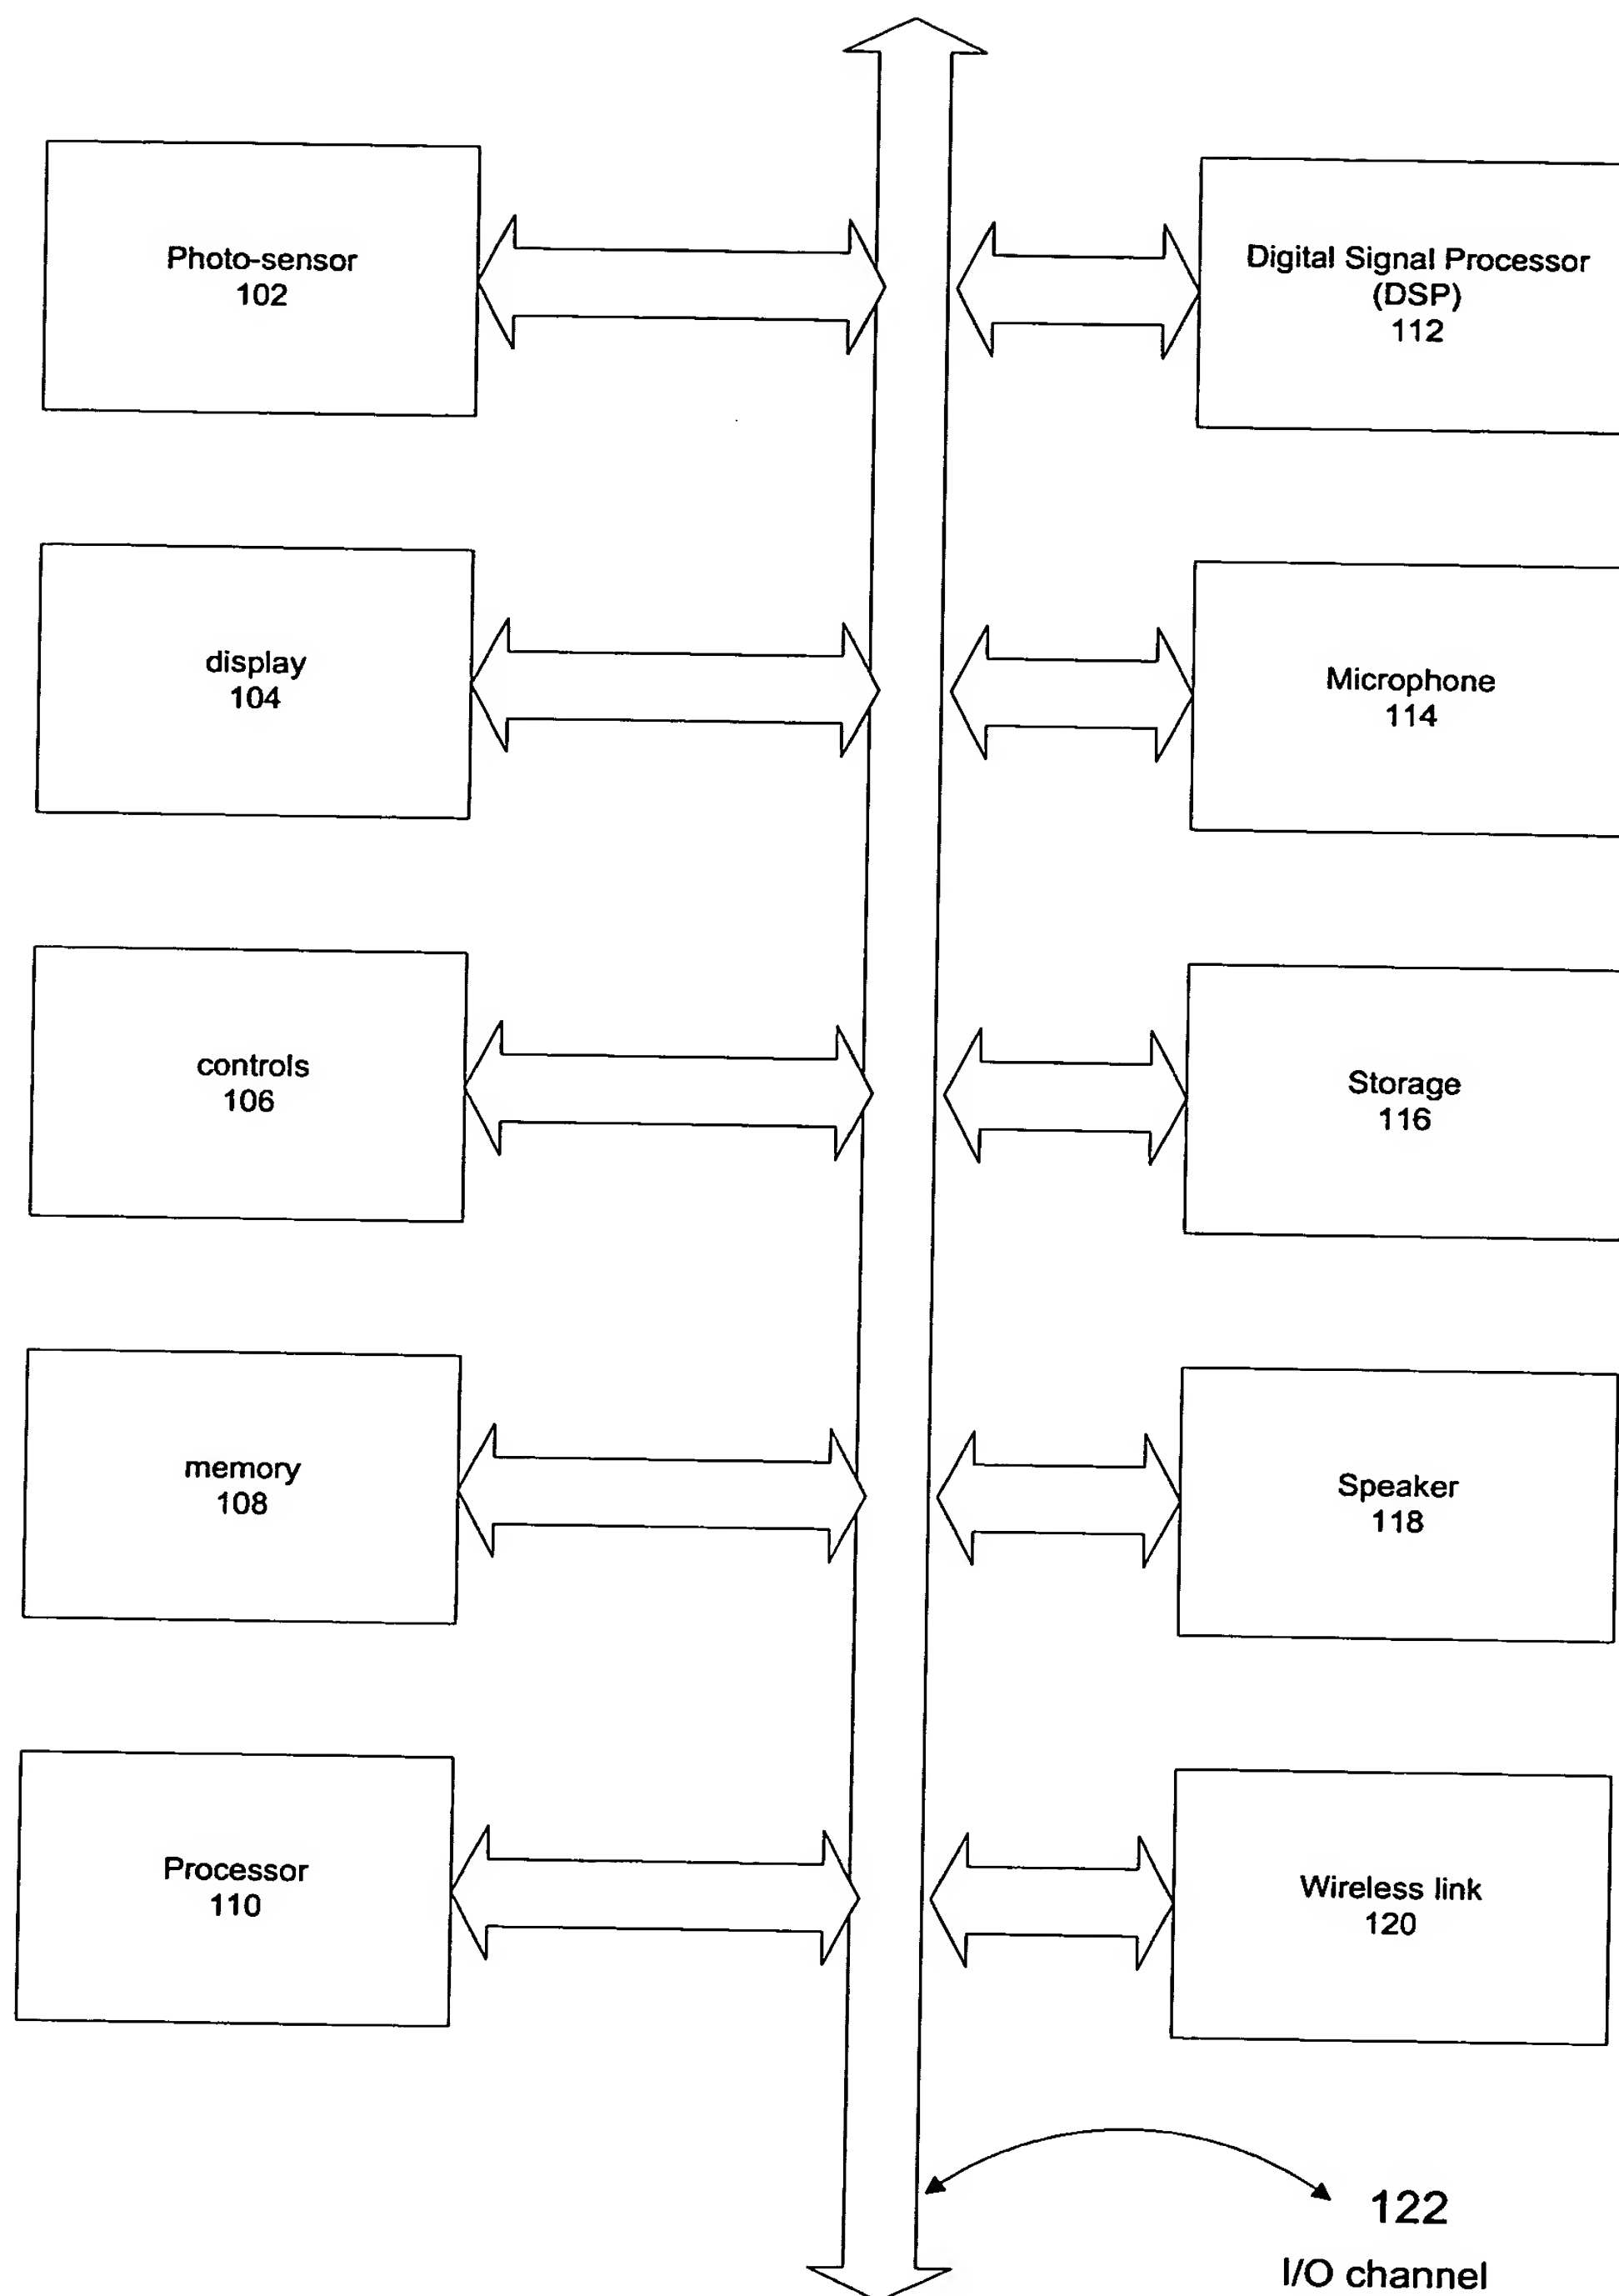 Photo-sensor
102
Digital Signal Processor
(DSP)
112
display
104
Microphone
114
controls
106
Storage
116
memory
108
Speaker
118
Processor
110
Wireless link
120
122
I/O channel